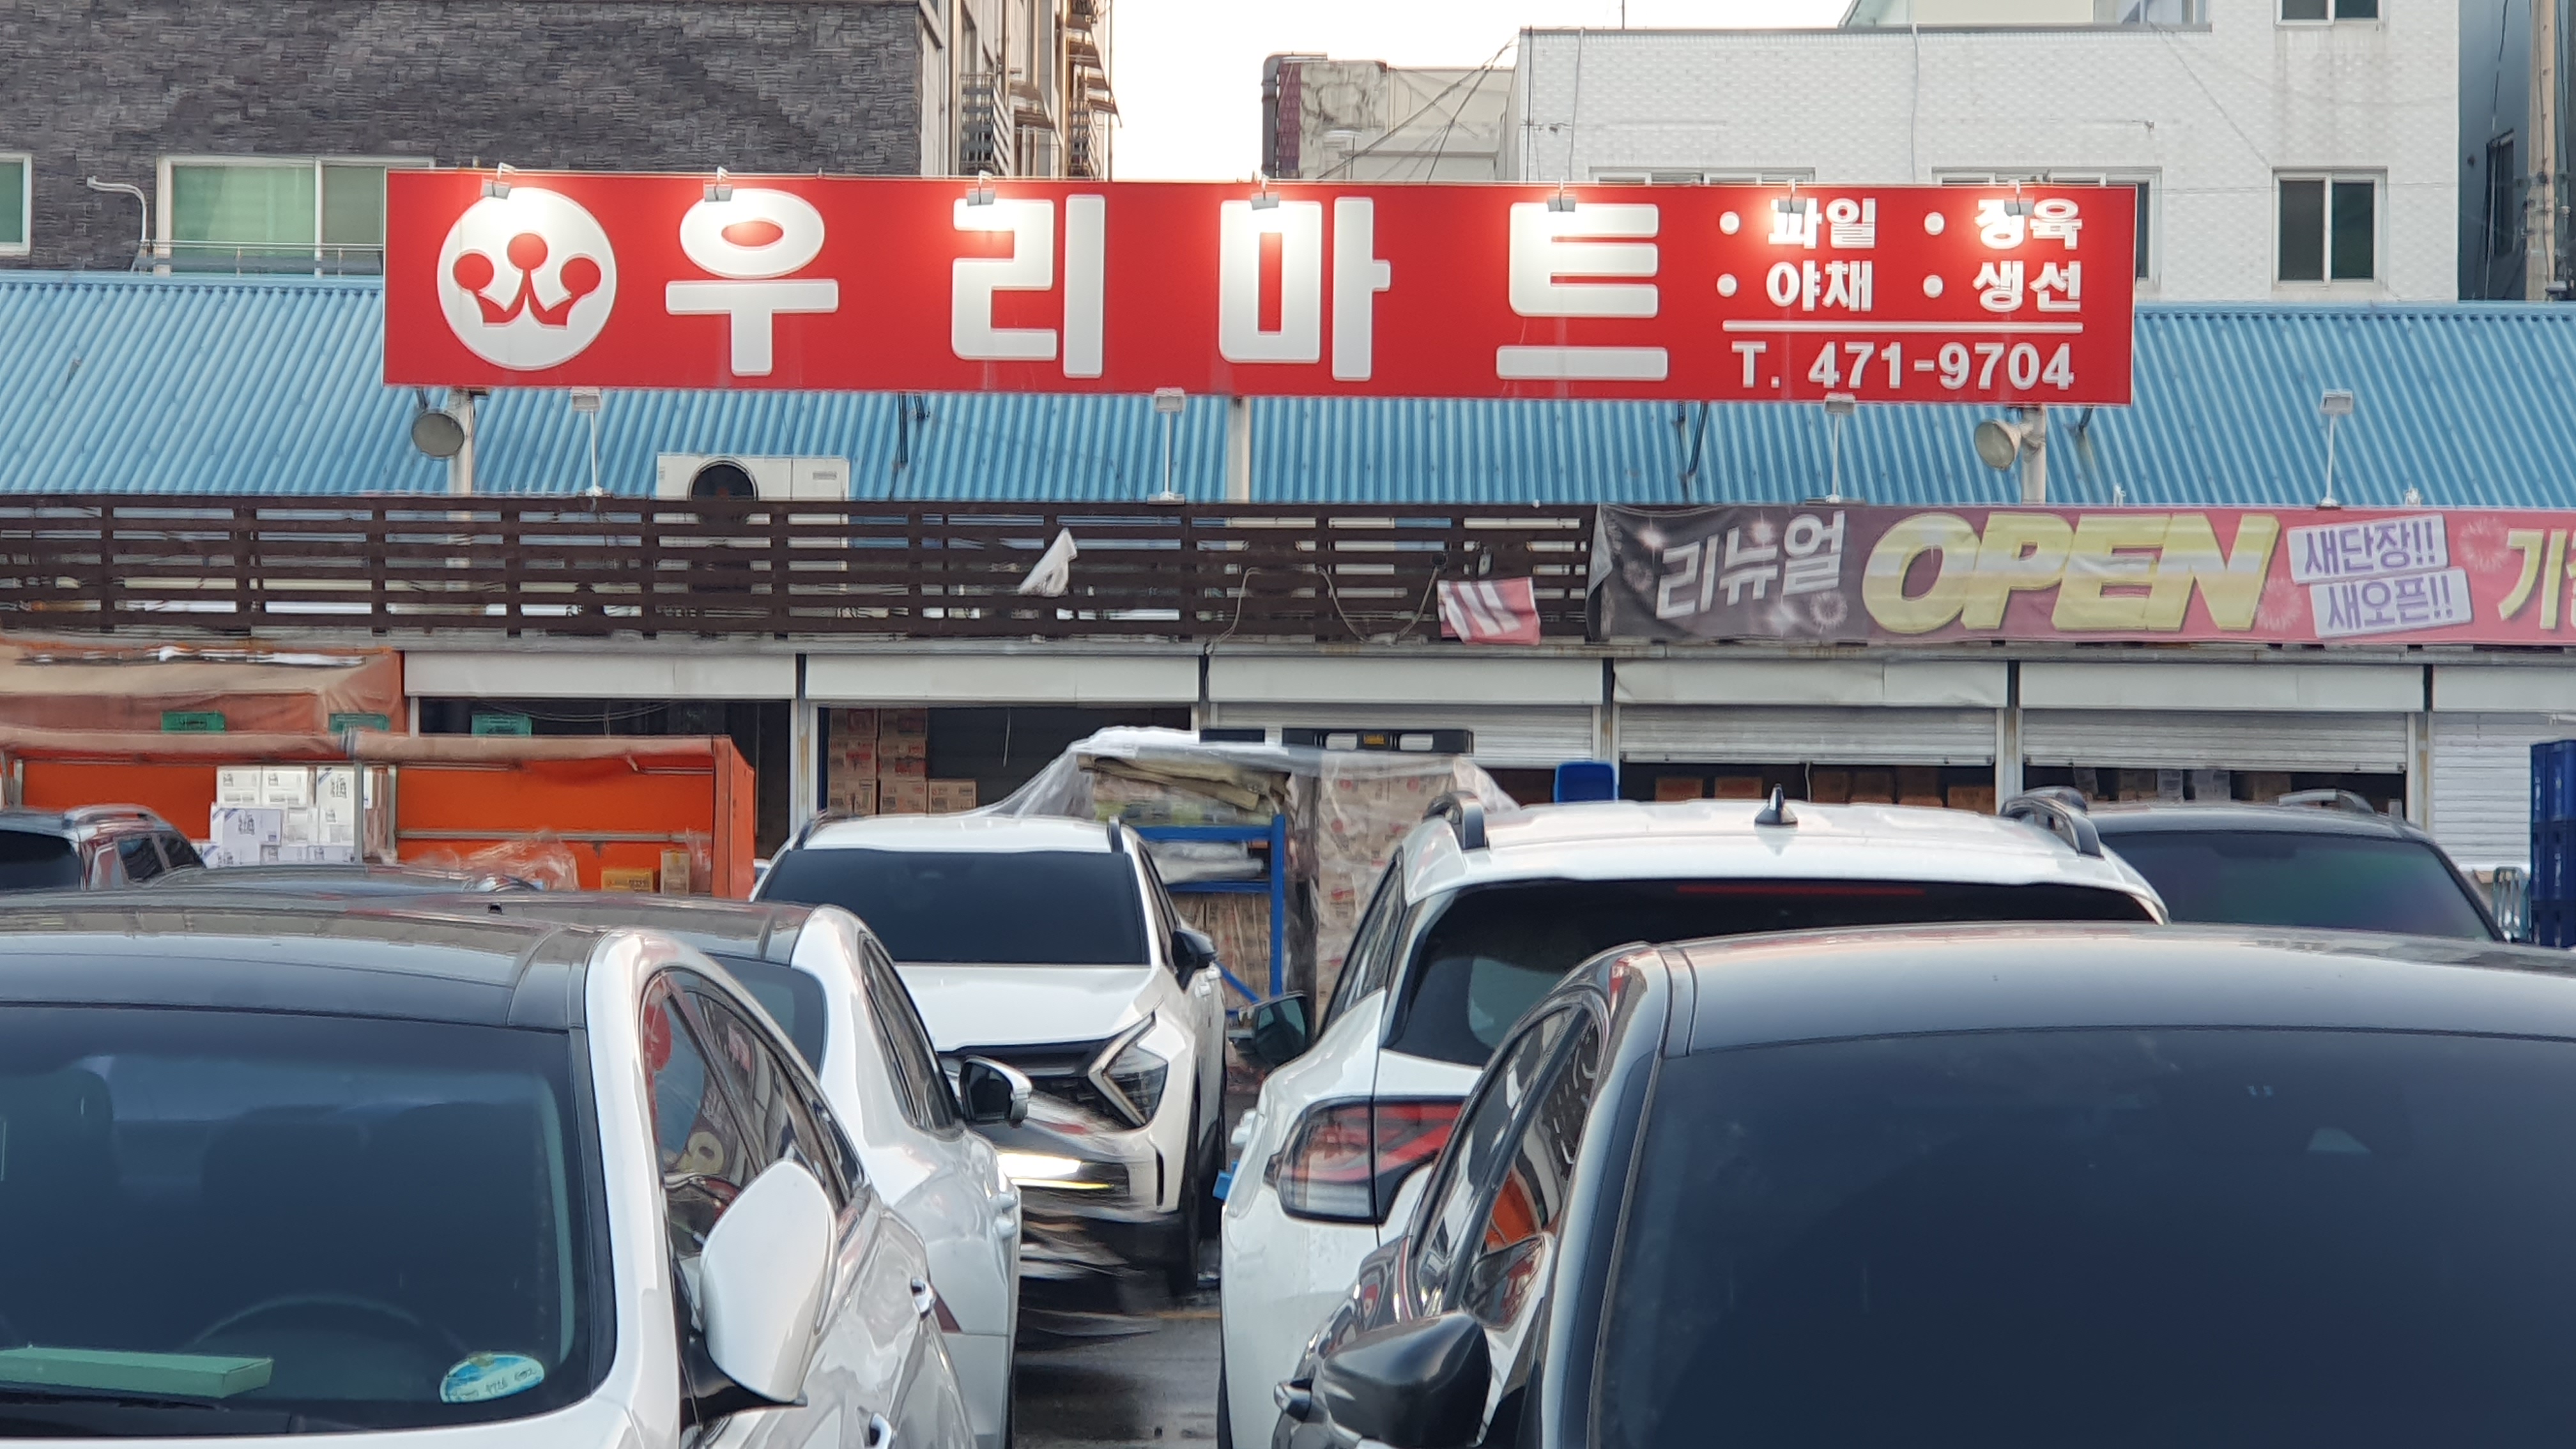 우리마트
• 과일 • 정육
• 야채 • 생선
T. 471-9704
리뉴얼 OPEN
새단장!!
새오픈!!